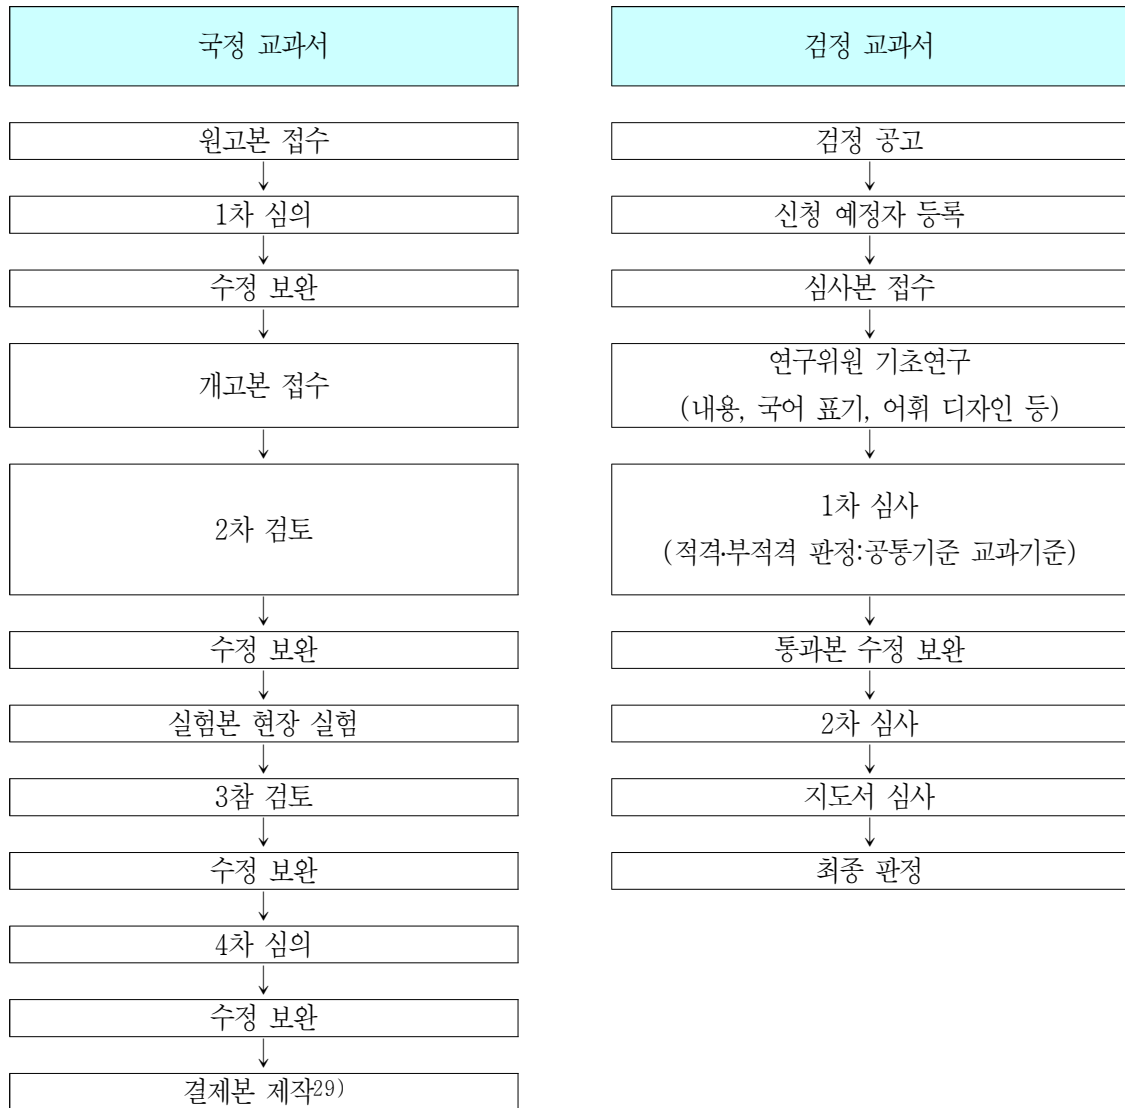 국정 교과서
원고본 접수
1차 심의
수정 보완
개고본 접수
2차 검토
수정 보완
실험본 현장 실험
3참 검토
수정 보완
4차 심의
수정 보완
결제본 제작29)
검정 교과서
검정 공고
신청 예정자 등록
심사본 접수
연구위원 기초연구
(내용, 국어 표기, 어휘 디자인 등)
1차 심사
(적격·부적격 판정:공통기준 교과기준)
통과본 수정 보완
2차 심사
지도서 심사
최종 판정